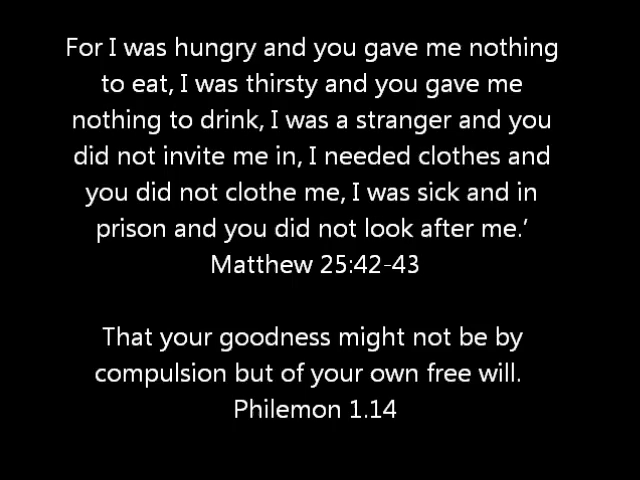 For I was hungry and you gave me nothing
to eat, I was thirsty and you gave me
nothing to drink, I was a stranger and you
did not invite me in, I needed clothes and
you did not clothe me, I was sick and in
prison and you did not look after me.’
Matthew 25:42-43
That your goodness might not be by
compulsion but of your own free will.
Philemon 1.14